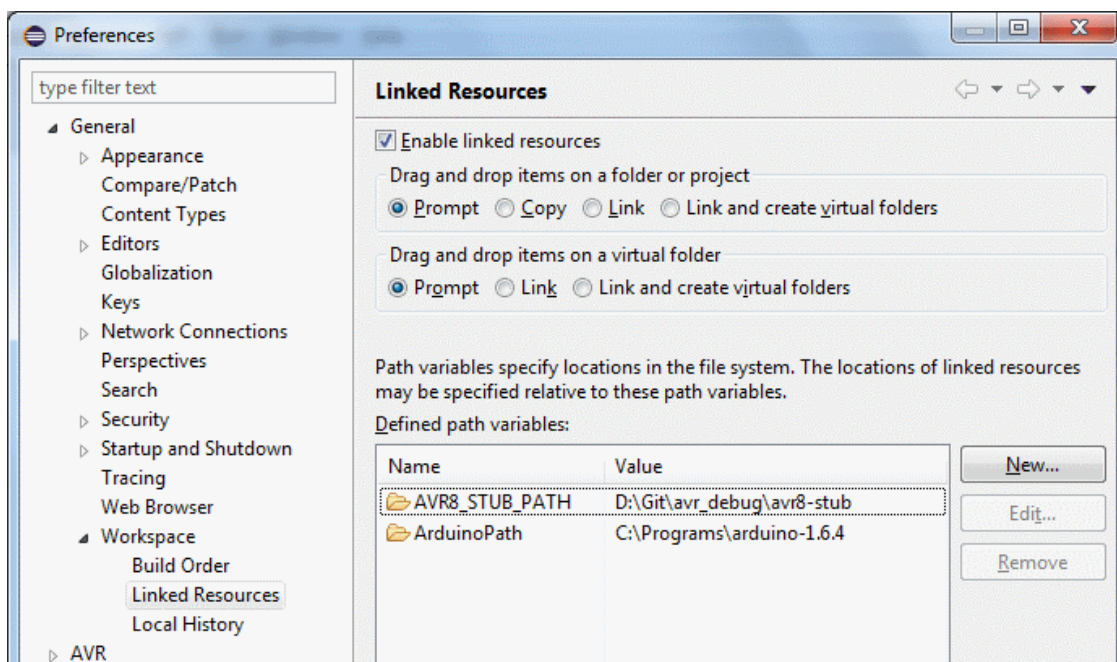 Preferences
type filter text
General
Appearance
Compare/Patch
Content Types
Editors
Globalization
Keys
Network Connections
Perspectives
Search
Security
Startup and Shutdown
Tracing
Web Browser
Workspace
Build Order
Linked Resources
Local History
AVR
Linked Resources
Enable linked resources
Drag and drop items on a folder or project
Prompt Copy Link Link and create virtual folders
Drag and drop items on a virtual folder
Prompt Link Link and create virtual folders
Path variables specify locations in the file system. The locations of linked resources
may be specified relative to these path variables.
Defined path variables:
Name Value
AVR8_STUB_PATH D:\Git\avr_debug\avr8-stub
ArduinoPath C:\Programs\arduino-1.6.4
New...
Edit...
Remove